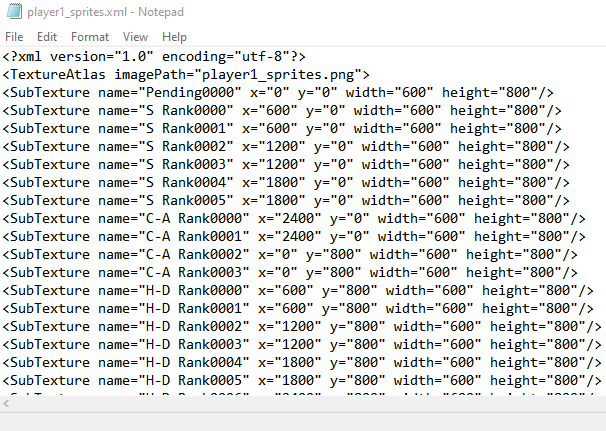 player1_sprites.xml - Notepad
File Edit Format View Help
<?xml version="1.0" encoding="utf-8"?>
<TextureAtlas imagePath="player1_sprites.png">
<SubTexture name="Pending0000" x="0" y="0" width="600" height="800"/>
<SubTexture name="S Rank0000" x="600" y="0" width="600" height="800"/>
<SubTexture name="S Rank0001" x="600" y="0" width="600" height="800"/>
<SubTexture name="S Rank0002" x="1200" y="0" width="600" height="800"/>
<SubTexture name="S Rank0003" x="1200" y="0" width="600" height="800"/>
<SubTexture name="S Rank0004" x="1800" y="0" width="600" height="800"/>
<SubTexture name="S Rank0005" x="1800" y="0" width="600" height="800"/>
<SubTexture name="C-A Rank0000" x="2400" y="0" width="600" height="800"/>
<SubTexture name="C-A Rank0001" x="2400" y="0" width="600" height="800"/>
<SubTexture name="C-A Rank0002" x="0" y="800" width="600" height="800"/>
<SubTexture name="C-A Rank0003" x="0" y="800" width="600" height="800"/>
<SubTexture name="H-D Rank0000" x="600" y="800" width="600" height="800"/>
<SubTexture name="H-D Rank0001" x="600" y="800" width="600" height="800"/>
<SubTexture name="H-D Rank0002" x="1200" y="800" width="600" height="800"/>
<SubTexture name="H-D Rank0003" x="1200" y="800" width="600" height="800"/>
<SubTexture name="H-D Rank0004" x="1800" y="800" width="600" height="800"/>
<SubTexture name="H-D Rank0005" x="1800" y="800" width="600" height="800"/>